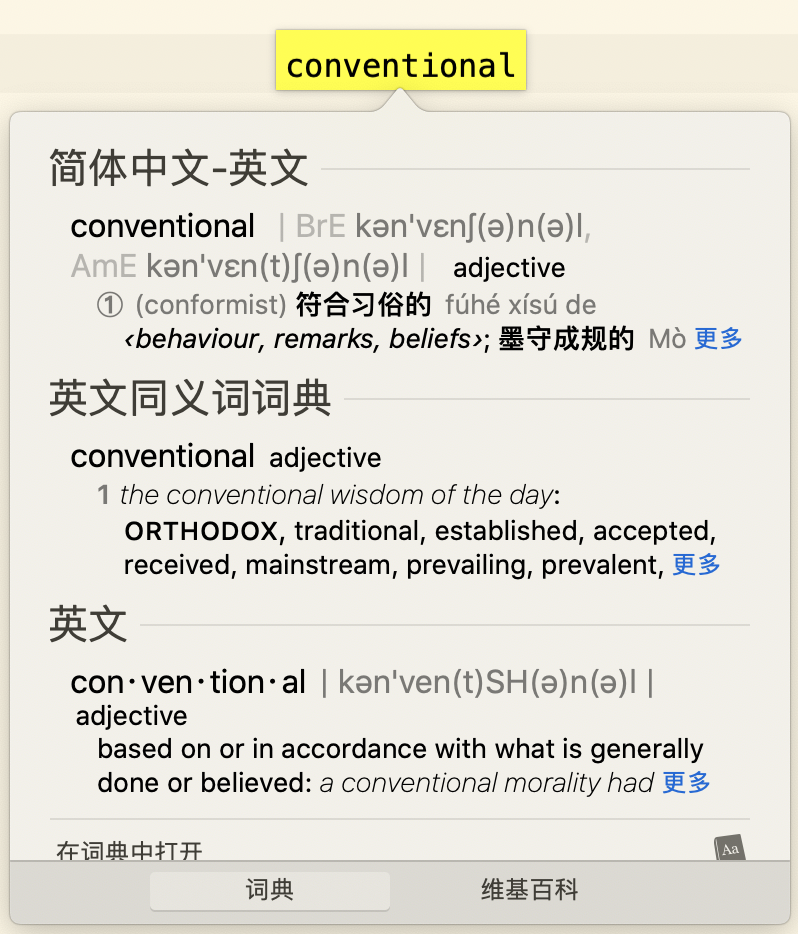 conventional
简体中文-英文
conventional | BrE kən'vɛnʃ(ə)n(ə)l,
AmE kən'vɛn(t)ʃ(ə)n(ə)l | adjective
① (conformist) 符合习俗的 fúhé xísú de
‹behaviour, remarks, beliefs›; 墨守成规的 Mò 更多
英文同义词词典
conventional adjective
1 the conventional wisdom of the day:
ORTHODOX, traditional, established, accepted,
received, mainstream, prevailing, prevalent, 更多
英文
con·ven·tion·al | kən'ven(t)SH(ə)n(ə)l |
adjective
based on or in accordance with what is generally
done or believed: a conventional morality had 更多
在词典中打开
Aa
词典 维基百科